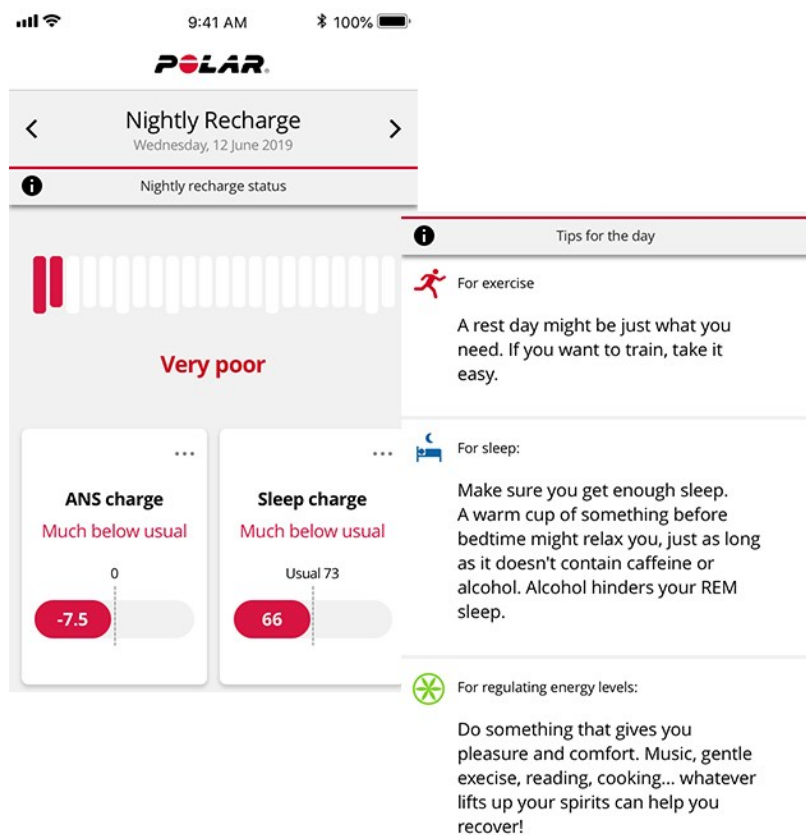 9:41 AM
100%
POLAR
Nightly Recharge
Wednesday, 12 June 2019
Nightly recharge status
Very poor
ANS charge
Much below usual
0
-7.5
Sleep charge
Much below usual
Usual 73
66
Tips for the day
For exercise
A rest day might be just what you
need. If you want to train, take it
easy.
For sleep:
Make sure you get enough sleep.
A warm cup of something before
bedtime might relax you, just as long
as it doesn't contain caffeine or
alcohol. Alcohol hinders your REM
sleep.
For regulating energy levels:
Do something that gives you
pleasure and comfort. Music, gentle
execise, reading, cooking... whatever
lifts up your spirits can help you
recover!